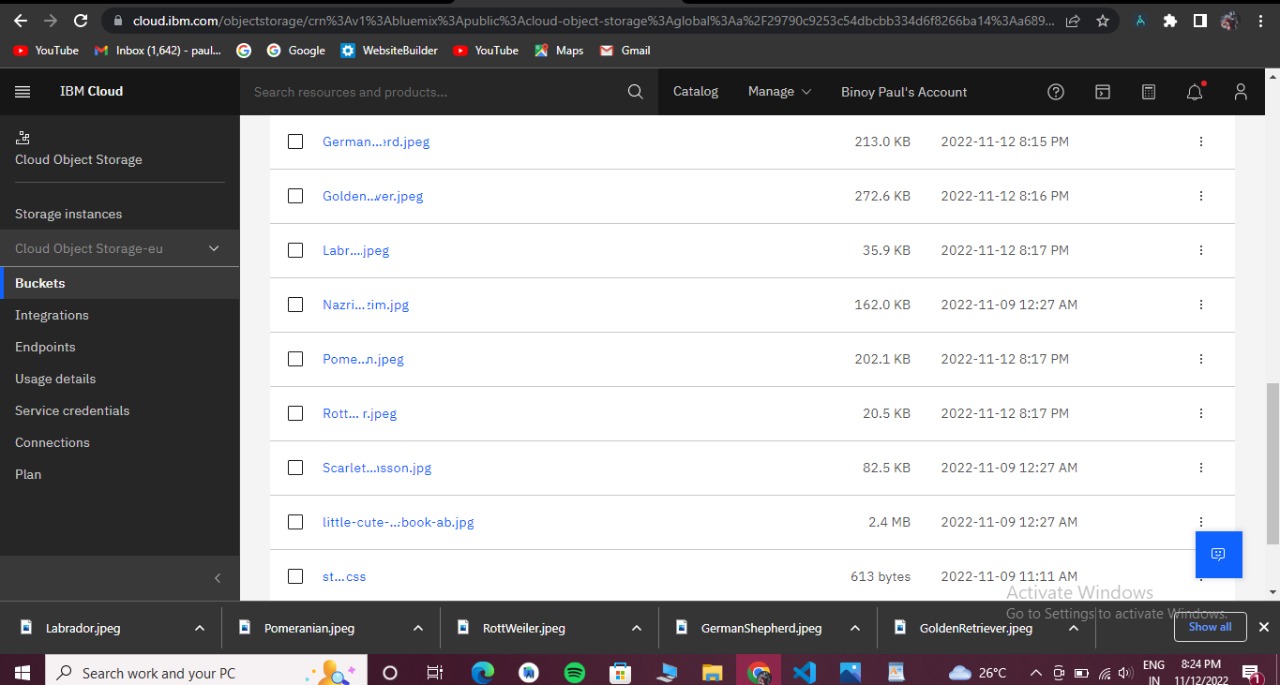 cloud.ibm.com/objectstorage/crn%3Av1%3Abluemix%3Apublic%3Acloud-object-storage%3Aglobal%3Aa%2F29790c9253c54dbcbb334d6f8266ba14%3Aa689...
YouTube Inbox (1,642) - paul... Google WebsiteBuilder YouTube Maps Gmail
IBM Cloud Search resources and products... Catalog Manage Binoy Paul's Account
Cloud Object Storage
Storage instances
Cloud Object Storage-eu
Buckets
Integrations
Endpoints
Usage details
Service credentials
Connections
Plan
German...erd.jpeg 213.0 KB 2022-11-12 8:15 PM
Golden...ver.jpeg 272.6 KB 2022-11-12 8:16 PM
Labr....jpeg 35.9 KB 2022-11-12 8:17 PM
Nazri...zim.jpg 162.0 KB 2022-11-09 12:27 AM
Pome...n.jpeg 202.1 KB 2022-11-12 8:17 PM
Rott... r.jpeg 20.5 KB 2022-11-12 8:17 PM
Scarlet...nsson.jpg 82.5 KB 2022-11-09 12:27 AM
little-cute-...book-ab.jpg 2.4 MB 2022-11-09 12:27 AM
st...css 613 bytes 2022-11-09 11:11 AM
Activate Windows
Go to Settings to activate Windows.
Labrador.jpeg Pomeranian.jpeg RottWeiler.jpeg GermanShepherd.jpeg GoldenRetriever.jpeg Show all
Search work and your PC 26°C ENG 8:24 PM
IN 11/12/2022 1